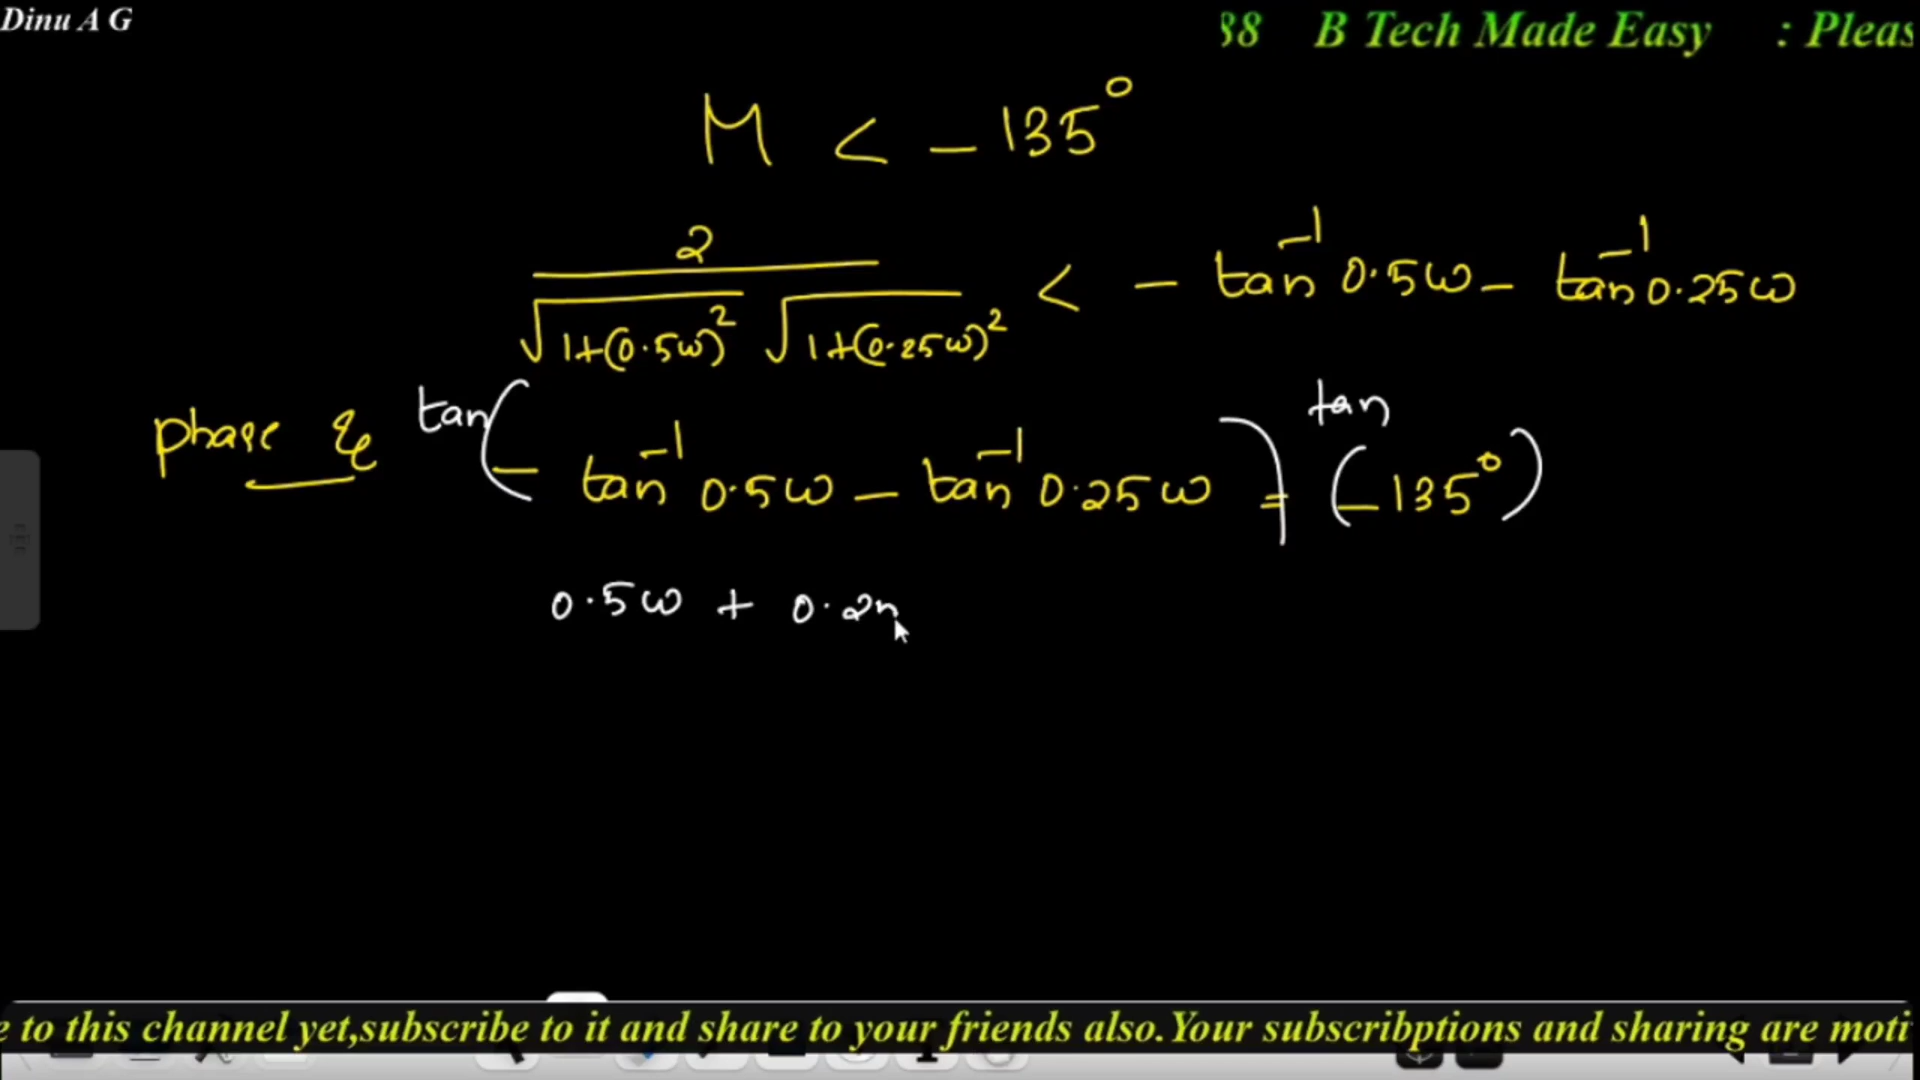 Dinu A G
38 B Tech Made Easy : Pleas
M < -135°
2
√1+(0.5ω)² √1+(0.25ω)² < - tan⁻¹ 0.5ω - tan⁻¹ 0.25ω
phase & tan(- tan⁻¹ 0.5ω - tan⁻¹ 0.25ω) = tan(-135°)
0.5ω + 0.2
e to this channel yet,subscribe to it and share to your friends also.Your subscribptions and sharing are moti